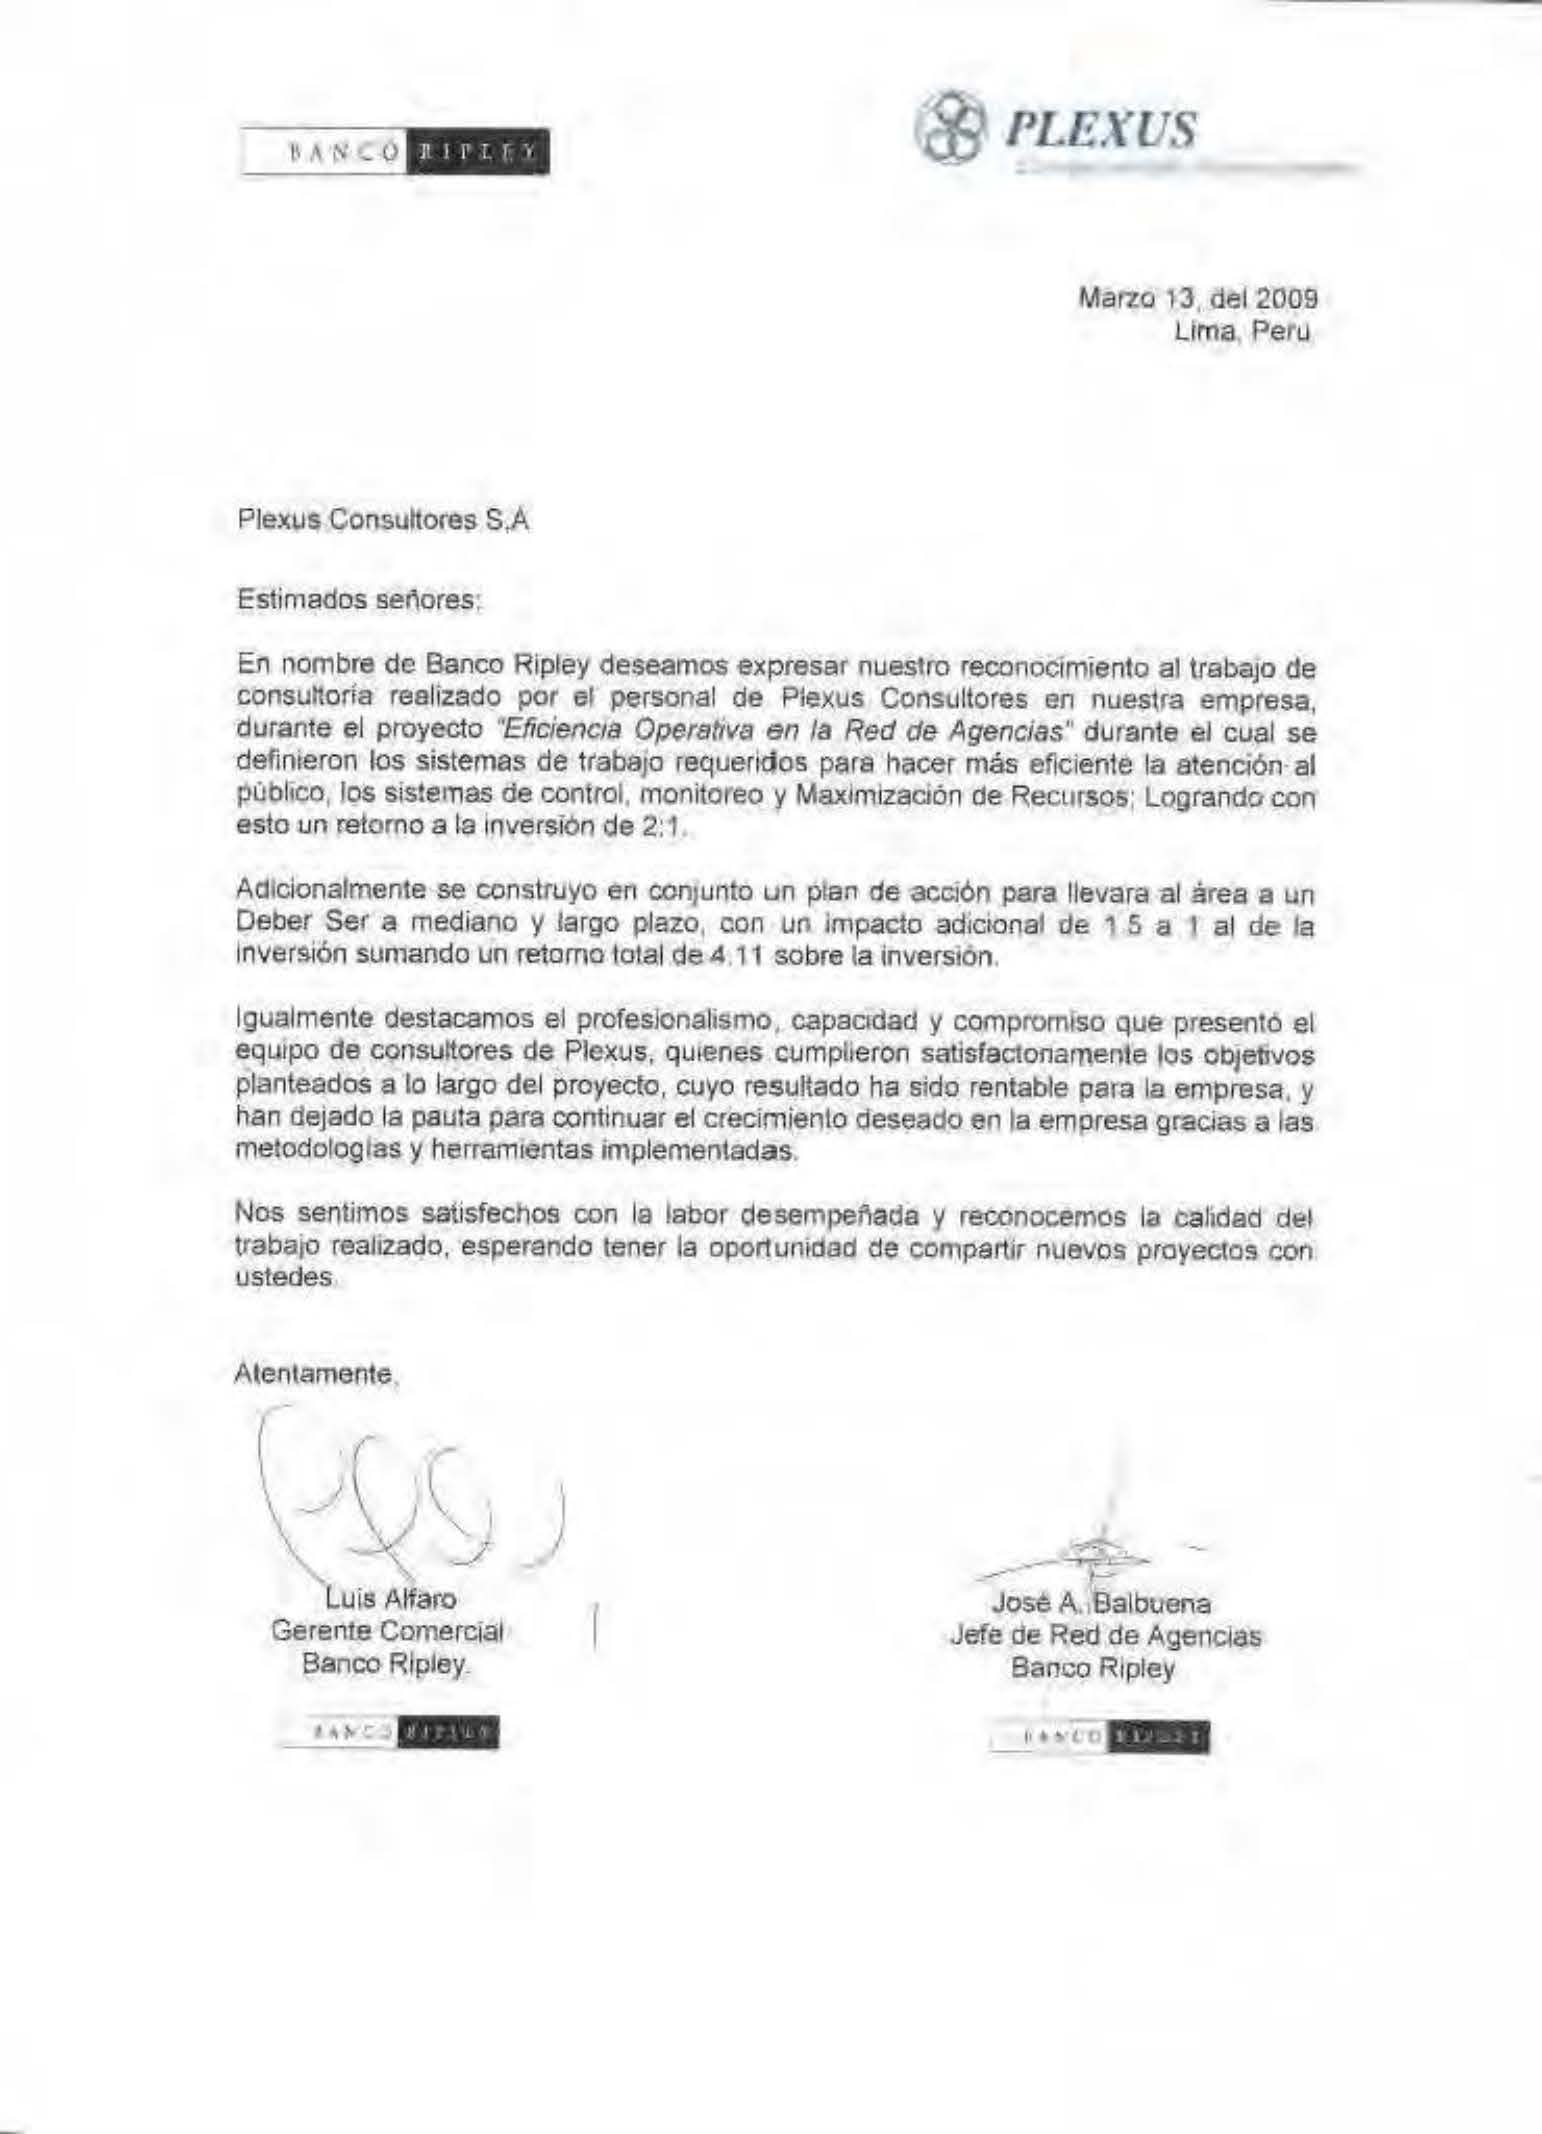 BANCO RIPLEY
PLEXUS
Marzo 13, del 2009
Lima, Peru
Plexus Consultores S.A
Estimados señores:
En nombre de Banco Ripley deseamos expresar nuestro reconocimiento al trabajo de
consultoría realizado por el personal de Plexus Consultores en nuestra empresa,
durante el proyecto "Eficiencia Operativa en la Red de Agencias" durante el cual se
definieron los sistemas de trabajo requeridos para hacer más eficiente la atención al
público, los sistemas de control, monitoreo y Maximización de Recursos; Logrando con
esto un retorno a la inversión de 2:1.
Adicionalmente se construyo en conjunto un plan de acción para llevara al área a un
Deber Ser a mediano y largo plazo, con un impacto adicional de 1.5 a 1 al de la
inversión sumando un retorno total de 4.11 sobre la inversión.
Igualmente destacamos el profesionalismo, capacidad y compromiso que presentó el
equipo de consultores de Plexus, quienes cumplieron satisfactoriamente los objetivos
planteados a lo largo del proyecto, cuyo resultado ha sido rentable para la empresa, y
han dejado la pauta para continuar el crecimiento deseado en la empresa gracias a las
metodologías y herramientas implementadas.
Nos sentimos satisfechos con la labor desempeñada y reconocemos la calidad del
trabajo realizado, esperando tener la oportunidad de compartir nuevos proyectos con
ustedes.
Atentamente,
Luis Alfaro
Gerente Comercial
Banco Ripley.
José A. Balbuena
Jefe de Red de Agencias
Banco Ripley
BANCO RIPLEY
BANCO RIPLEY